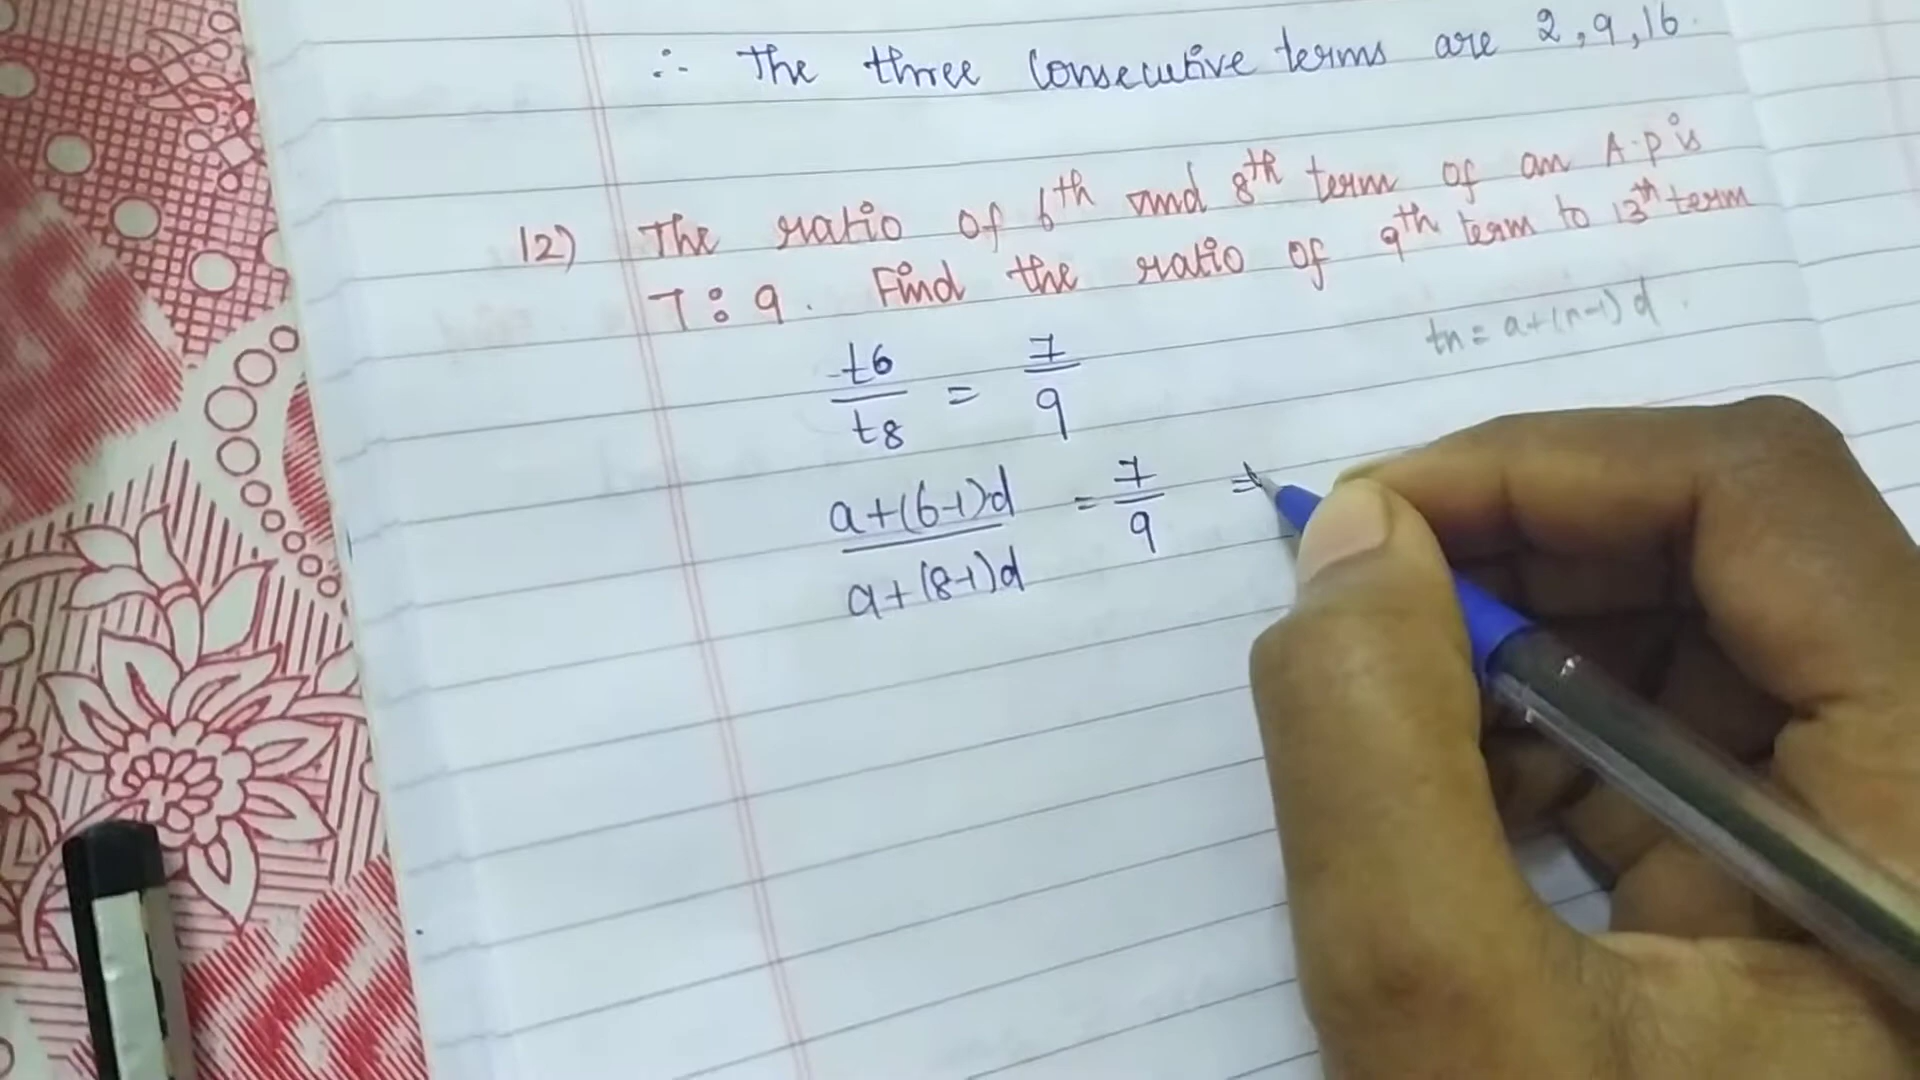 ∴ The three consecutive terms are 2, 9, 16.
12) The ratio of 6th and 8th term of an A.P is
7 : 9. Find the ratio of 9th term to 13th term
tn = a+(n-1)d.
t6/t8 = 7/9
a+(6-1)d / a+(8-1)d = 7/9 =